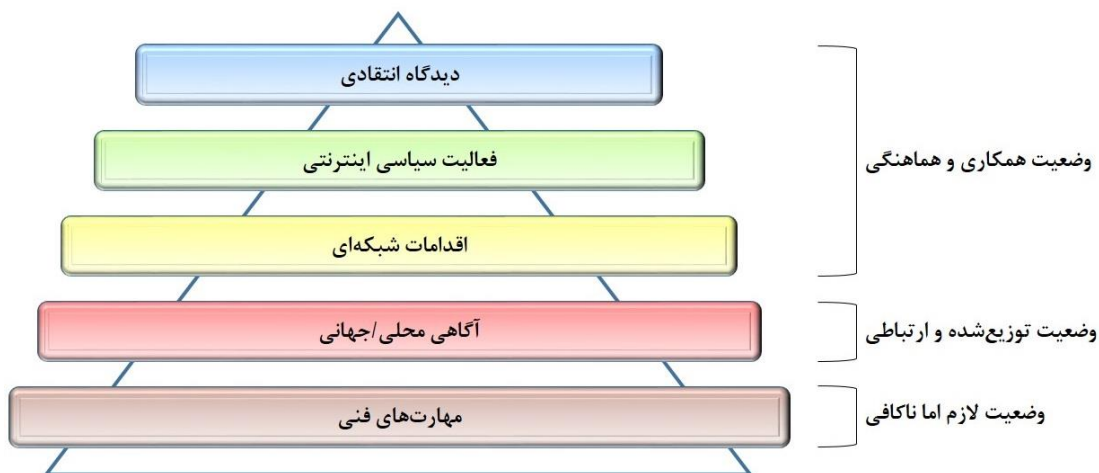 دیدگاه انتقادی
فعالیت سیاسی اینترنتی
وضعیت همکاری و هماهنگی
اقدامات شبکه‌ای
آگاهی محلی/جهانی
وضعیت توزیع‌شده و ارتباطی
مهارت‌های فنی
وضعیت لازم اما ناکافی